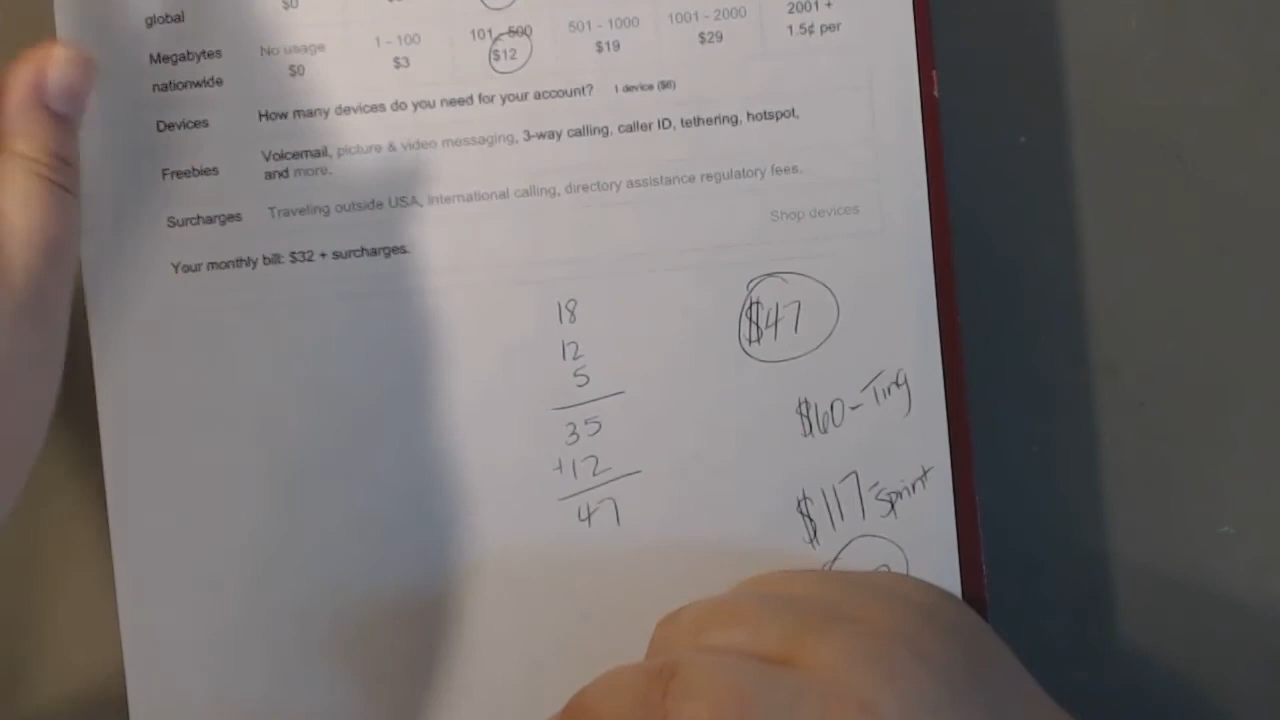 global $0
Megabytes nationwide No usage $0 1 - 100 $3 101 - 500 $12 501 - 1000 $19 1001 - 2000 $29 2001 + 1.5¢ per
Devices How many devices do you need for your account? 1 device ($6)
Freebies Voicemail, picture & video messaging, 3-way calling, caller ID, tethering, hotspot,
and more.
Surcharges Traveling outside USA, international calling, directory assistance regulatory fees.
Shop devices
Your monthly bill: $32 + surcharges.
18
12
5
35
+12
47
$47
$60 - Ting
$117 - Sprint